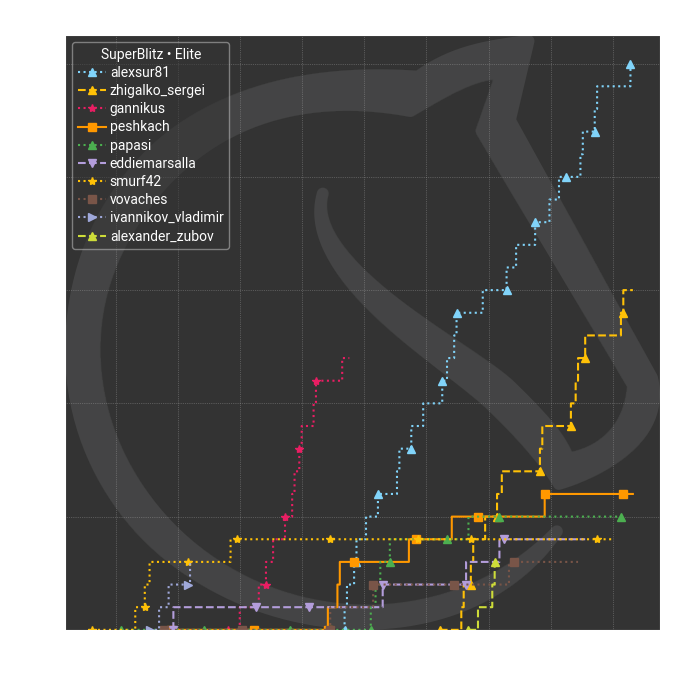 SuperBlitz • Elite
alexsur81
zhigalko_sergei
gannikus
peshkach
papasi
eddiemarsalla
smurf42
vovaches
ivannikov_vladimir
alexander_zubov